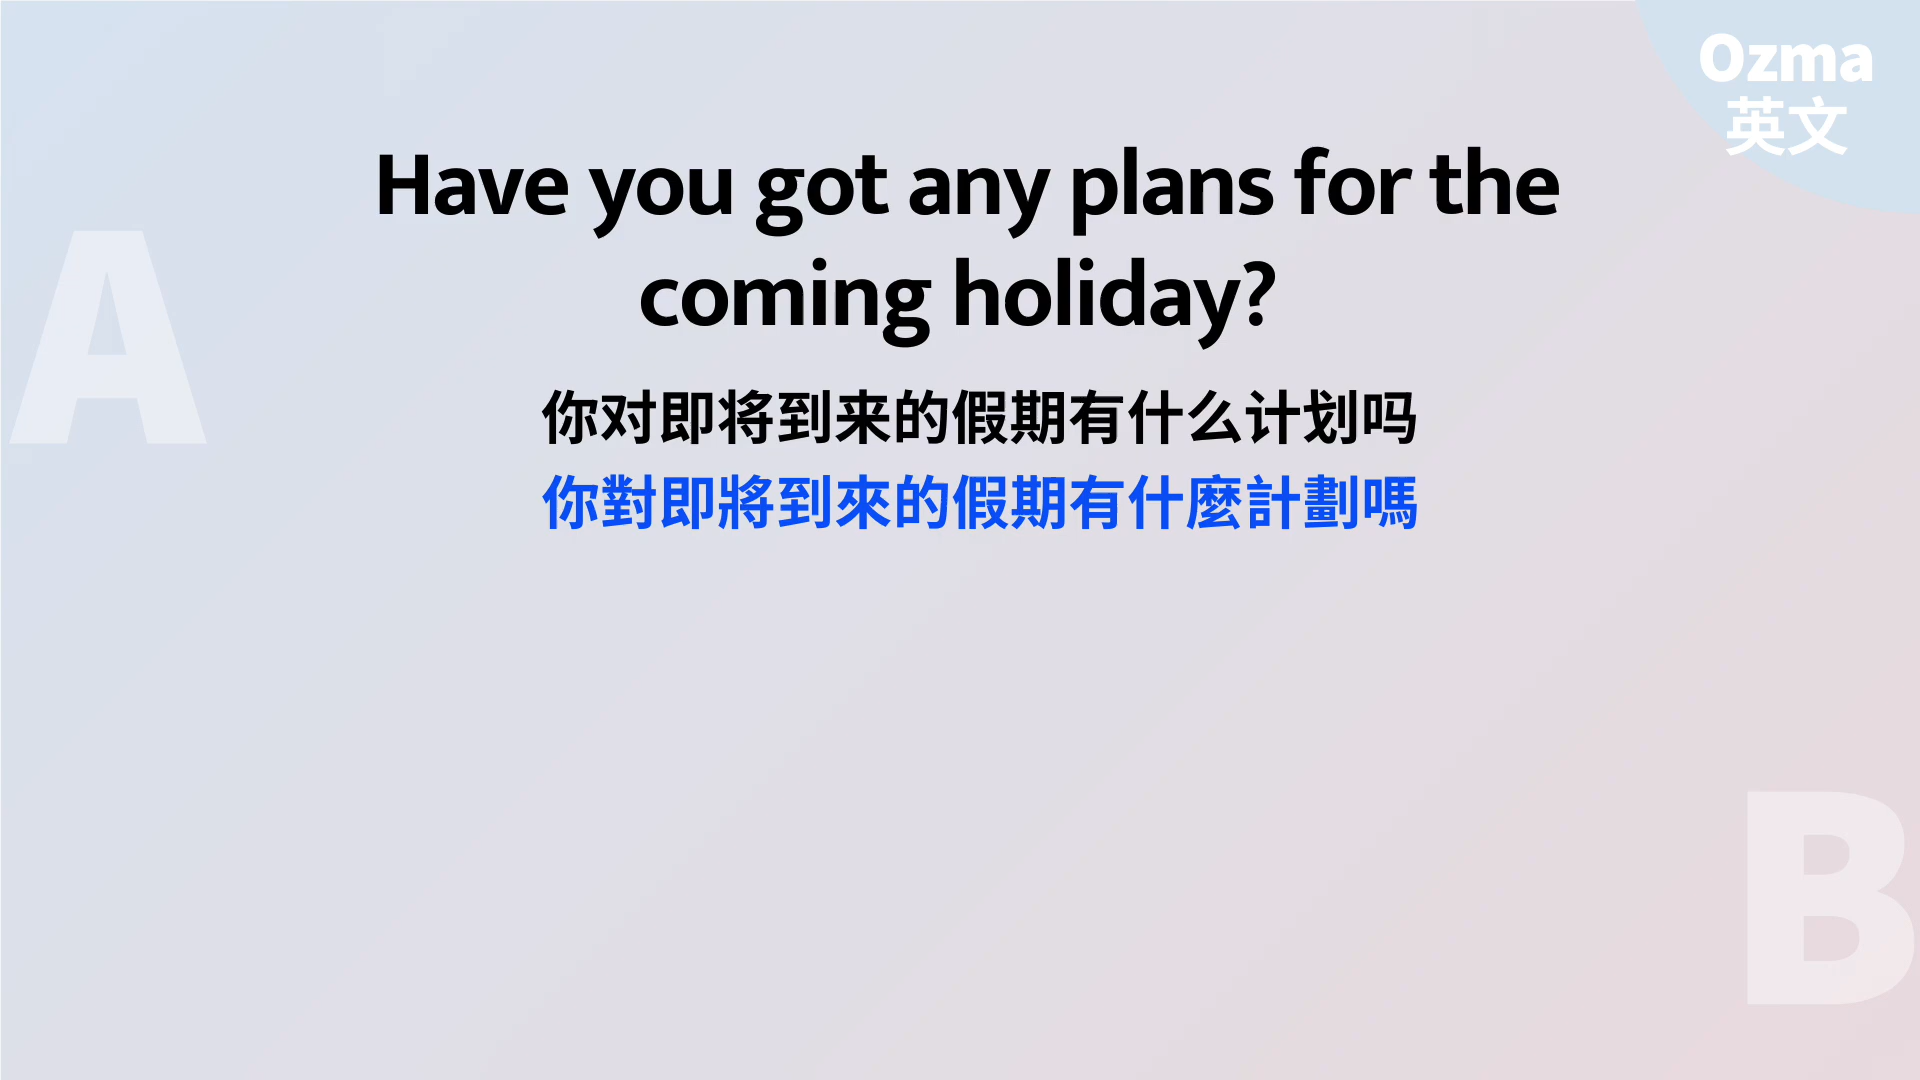 Ozma
英文
Have you got any plans for the
coming holiday?
A
你对即将到来的假期有什么计划吗
你對即將到來的假期有什麼計劃嗎
B